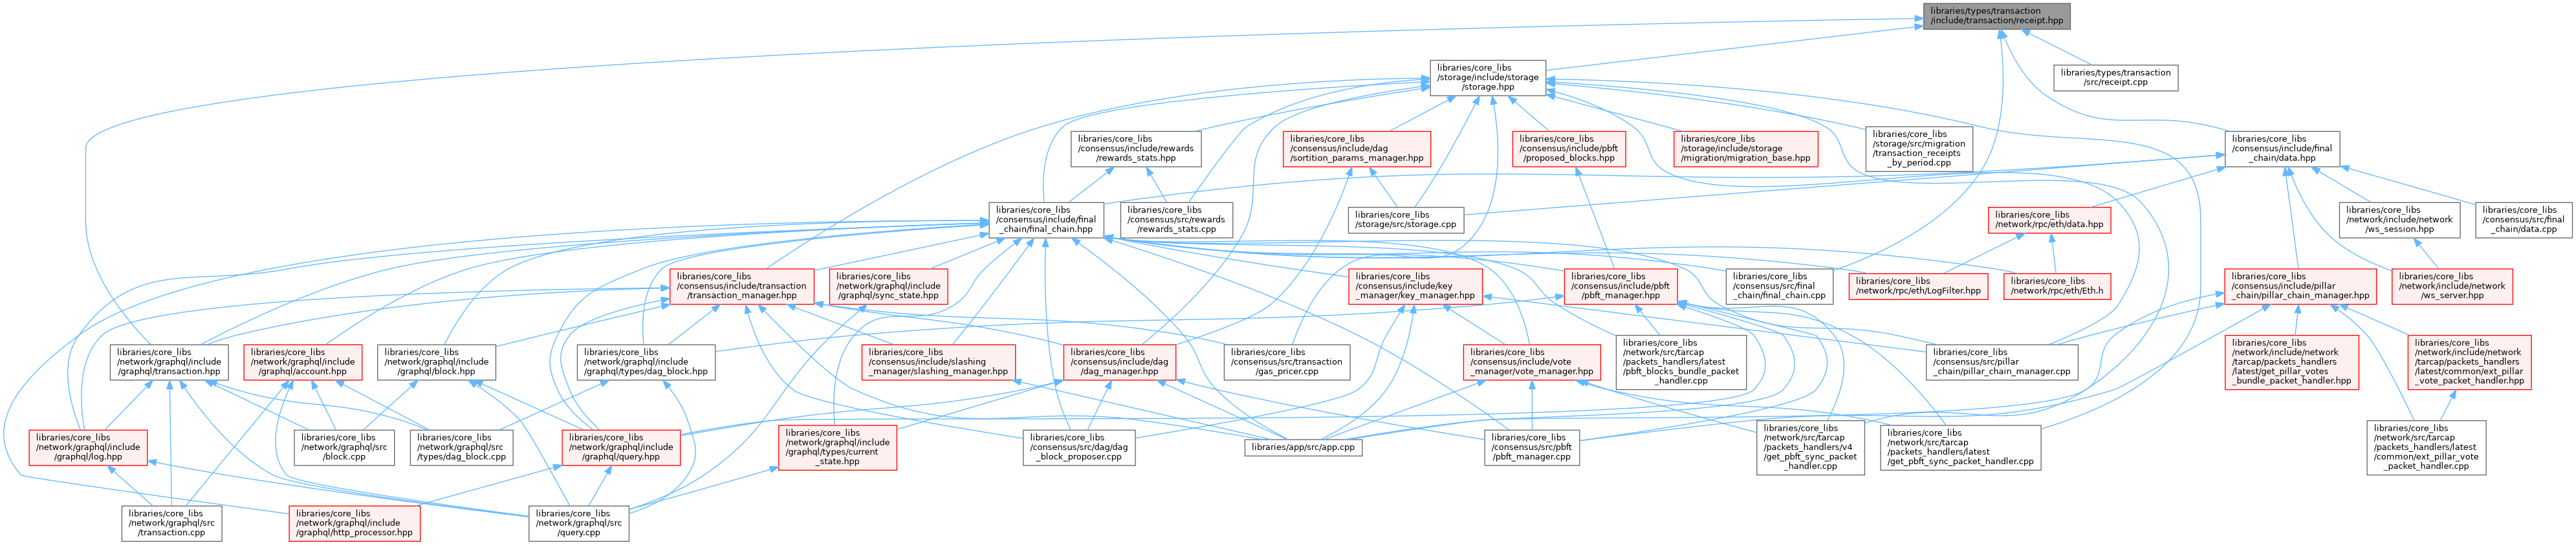 libraries/types/transaction
/include/transaction/receipt.hpp
libraries/core_libs
/storage/include/storage
/storage.hpp
libraries/types/transaction
/src/receipt.cpp
libraries/core_libs
/consensus/include/rewards
/rewards_stats.hpp
libraries/core_libs
/consensus/include/dag
/sortition_params_manager.hpp
libraries/core_libs
/consensus/include/pbft
/proposed_blocks.hpp
libraries/core_libs
/storage/include/storage
/migration/migration_base.hpp
libraries/core_libs
/storage/src/migration
/transaction_receipts
_by_period.cpp
libraries/core_libs
/consensus/include/final
_chain/data.hpp
libraries/core_libs
/consensus/include/final
_chain/final_chain.hpp
libraries/core_libs
/consensus/src/rewards
/rewards_stats.cpp
libraries/core_libs
/storage/src/storage.cpp
libraries/core_libs
/network/rpc/eth/data.hpp
libraries/core_libs
/network/include/network
/ws_session.hpp
libraries/core_libs
/consensus/src/final
_chain/data.cpp
libraries/core_libs
/consensus/include/transaction
/transaction_manager.hpp
libraries/core_libs
/network/graphql/include
/graphql/sync_state.hpp
libraries/core_libs
/consensus/include/key
_manager/key_manager.hpp
libraries/core_libs
/consensus/include/pbft
/pbft_manager.hpp
libraries/core_libs
/consensus/src/final
_chain/final_chain.cpp
libraries/core_libs
/network/rpc/eth/LogFilter.hpp
libraries/core_libs
/network/rpc/eth/Eth.h
libraries/core_libs
/consensus/include/pillar
_chain/pillar_chain_manager.hpp
libraries/core_libs
/network/include/network
/ws_server.hpp
libraries/core_libs
/network/graphql/include
/graphql/transaction.hpp
libraries/core_libs
/network/graphql/include
/graphql/account.hpp
libraries/core_libs
/network/graphql/include
/graphql/block.hpp
libraries/core_libs
/network/graphql/include
/graphql/types/dag_block.hpp
libraries/core_libs
/consensus/include/slashing
_manager/slashing_manager.hpp
libraries/core_libs
/consensus/include/dag
/dag_manager.hpp
libraries/core_libs
/consensus/src/transaction
/gas_pricer.cpp
libraries/core_libs
/consensus/include/vote
_manager/vote_manager.hpp
libraries/core_libs
/network/src/tarcap
/packets_handlers/latest
/pbft_blocks_bundle_packet
_handler.cpp
libraries/core_libs
/consensus/src/pillar
_chain/pillar_chain_manager.cpp
libraries/core_libs
/network/include/network
/tarcap/packets_handlers
/latest/get_pillar_votes
_bundle_packet_handler.hpp
libraries/core_libs
/network/include/network
/tarcap/packets_handlers
/latest/common/ext_pillar
_vote_packet_handler.hpp
libraries/core_libs
/network/graphql/include
/graphql/log.hpp
libraries/core_libs
/network/graphql/src
/block.cpp
libraries/core_libs
/network/graphql/src
/types/dag_block.cpp
libraries/core_libs
/network/graphql/include
/graphql/query.hpp
libraries/core_libs
/network/graphql/include
/graphql/types/current
_state.hpp
libraries/core_libs
/consensus/src/dag/dag
_block_proposer.cpp
libraries/app/src/app.cpp
libraries/core_libs
/consensus/src/pbft
/pbft_manager.cpp
libraries/core_libs
/network/src/tarcap
/packets_handlers/v4
/get_pbft_sync_packet
_handler.cpp
libraries/core_libs
/network/src/tarcap
/packets_handlers/latest
/get_pbft_sync_packet_handler.cpp
libraries/core_libs
/network/src/tarcap
/packets_handlers/latest
/common/ext_pillar_vote
_packet_handler.cpp
libraries/core_libs
/network/graphql/src
/transaction.cpp
libraries/core_libs
/network/graphql/include
/graphql/http_processor.hpp
libraries/core_libs
/network/graphql/src
/query.cpp